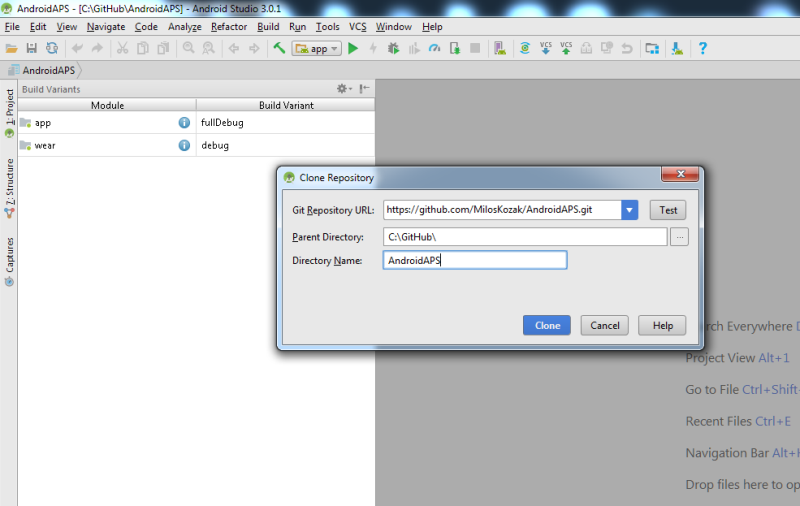 AndroidAPS - [C:\GitHub\AndroidAPS] - Android Studio 3.0.1
File Edit View Navigate Code Analyze Refactor Build Run Tools VCS Window Help
app VCS VCS ?
AndroidAPS
1: Project
7: Structure
Captures
Build Variants
Module Build Variant
app fullDebug
wear debug
Clone Repository
Git Repository URL: https://github.com/MilosKozak/AndroidAPS.git Test
Parent Directory: C:\GitHub\ ...
Directory Name: AndroidAPS
Clone Cancel Help
Everywhere
Project View Alt+1
Go to File Ctrl+Shift+
Recent Files Ctrl+E
Navigation Bar Alt+
Drop files here to op